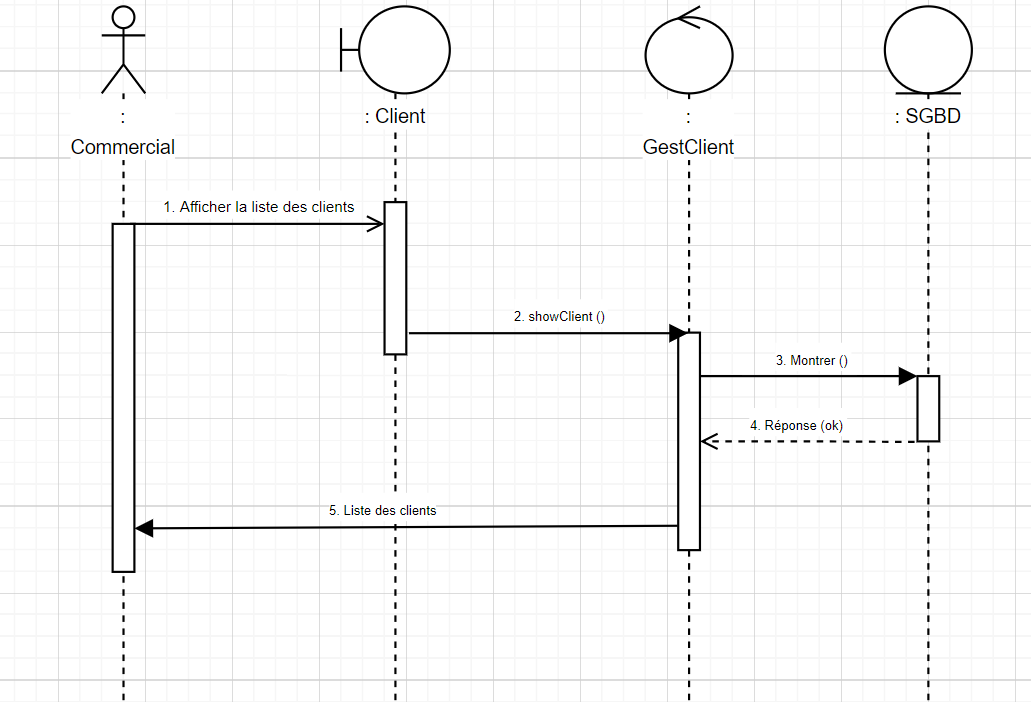 :
Commercial
: Client
:
GestClient
: SGBD
1. Afficher la liste des clients
2. showClient ()
3. Montrer ()
4. Réponse (ok)
5. Liste des clients